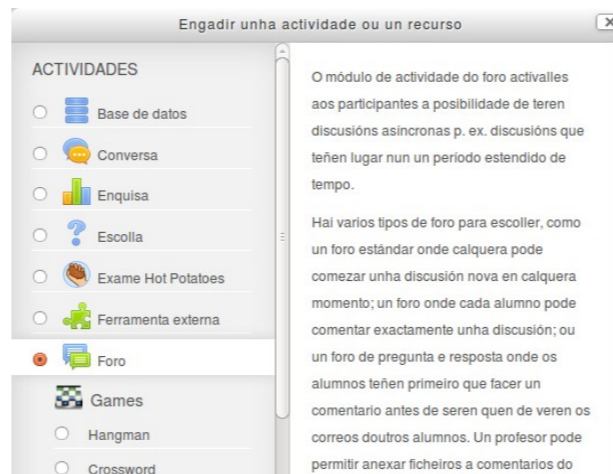 Engadir unha actividade ou un recurso
ACTIVIDADES
Base de datos
Conversa
Enquisa
Escolla
Exame Hot Potatoes
Ferramenta externa
Foro
Games
Hangman
Crossword
O módulo de actividade do foro activalles
aos participantes a posibilidade de teren
discusións asíncronas p. ex. discusións que
teñen lugar nun un período estendido de
tempo.
Hai varios tipos de foro para escoller, como
un foro estándar onde calquera pode
comezar unha discusión nova en calquera
momento; un foro onde cada alumno pode
comentar exactamente unha discusión; ou
un foro de pregunta e resposta onde os
alumnos teñen primeiro que facer un
comentario antes de seren quen de veren os
correos doutros alumnos. Un profesor pode
permitir anexar ficheiros a comentarios do